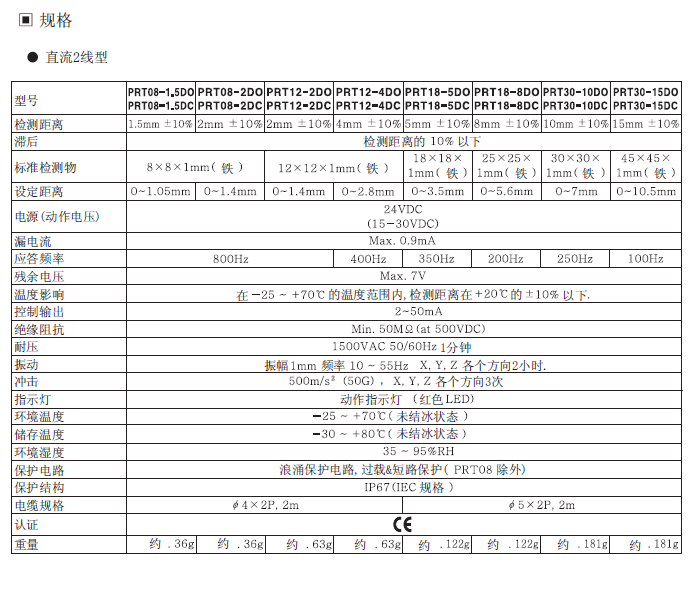 规格
直流2线型
型号 PRT08-1.5DO PRT08-2DO PRT12-2DO PRT12-4DO PRT18-5DO PRT18-8DO PRT30-10DO PRT30-15DO
PRT08-1.5DC PRT08-2DC PRT12-2DC PRT12-4DC PRT18-5DC PRT18-8DC PRT30-10DC PRT30-15DC
检测距离 1.5mm ±10% 2mm ±10% 2mm ±10% 4mm ±10% 5mm ±10% 8mm ±10% 10mm ±10% 15mm ±10%
滞后 检测距离的 10% 以下
标准检测物 8×8×1mm(铁) 12×12×1mm(铁) 18×18×1mm(铁) 25×25×1mm(铁) 30×30×1mm(铁) 45×45×1mm(铁)
设定距离 0~1.05mm 0~1.4mm 0~1.4mm 0~2.8mm 0~3.5mm 0~5.6mm 0~7mm 0~10.5mm
电源(动作电压) 24VDC
(15-30VDC)
漏电流 Max. 0.9mA
应答频率 800Hz 400Hz 350Hz 200Hz 250Hz 100Hz
残余电压 Max. 7V
温度影响 在-25 ~ +70℃的温度范围内,检测距离在+20℃的±10% 以下.
控制输出 2~50mA
绝缘阻抗 Min. 50MΩ(at 500VDC)
耐压 1500VAC 50/60Hz 1分钟
振动 振幅1mm 频率 10 ~ 55Hz X, Y, Z 各个方向2小时.
冲击 500m/s² (50G) , X, Y, Z 各个方向3次
指示灯 动作指示灯 (红色LED)
环境温度 -25 ~ +70℃(未结冰状态)
储存温度 -30 ~ +80℃(未结冰状态)
环境湿度 35 ~ 95%RH
保护电路 浪涌保护电路,过载&短路保护( PRT08 除外)
保护结构 IP67(IEC 规格)
电缆规格 φ4×2P, 2m φ5×2P, 2m
认证 CE
重量 约 .36g 约 .36g 约 .63g 约 .63g 约 .122g 约 .122g 约 .181g 约 .181g